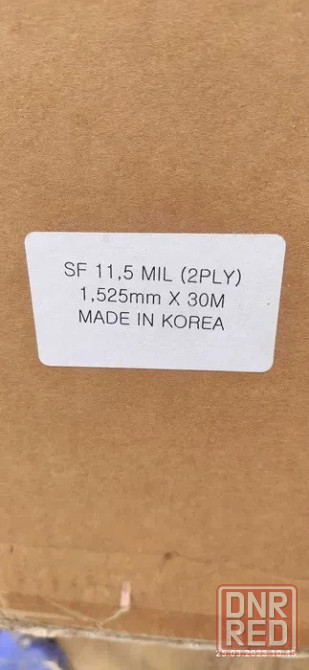 SF 11,5 MIL (2PLY)
1,525mm X 30M
MADE IN KOREA
DNR
RED